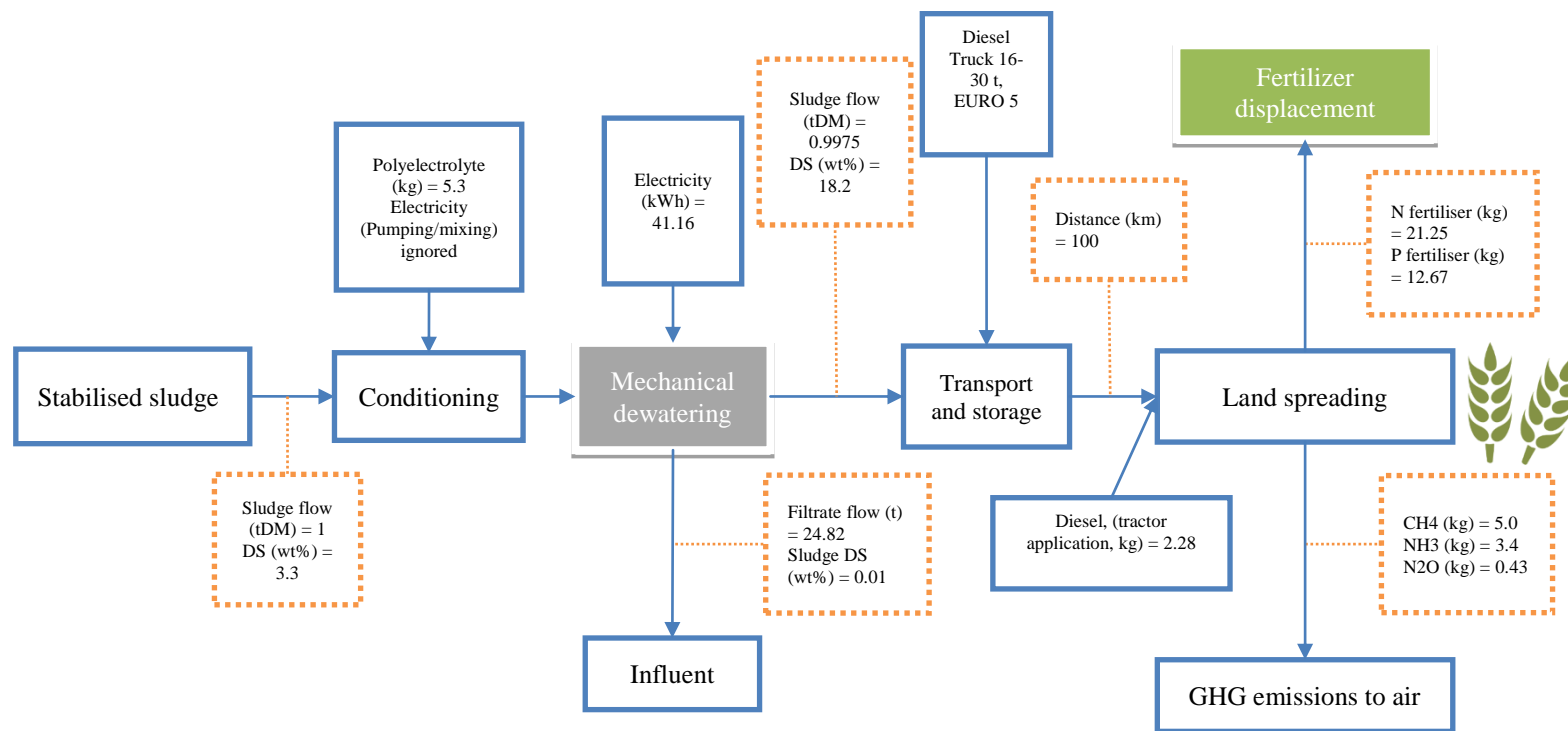 Diesel
Truck 16-
30 t,
EURO 5
Fertilizer
displacement
Sludge flow
(tDM) =
0.9975
DS (wt%) =
18.2
Polyelectrolyte
(kg) = 5.3
Electricity
(Pumping/mixing)
ignored
Electricity
(kWh) =
41.16
Distance (km)
= 100
N fertiliser (kg)
= 21.25
P fertiliser (kg)
= 12.67
Stabilised sludge
Conditioning
Mechanical
dewatering
Transport
and storage
Land spreading
Sludge flow
(tDM) = 1
DS (wt%) =
3.3
Filtrate flow (t)
= 24.82
Sludge DS
(wt%) = 0.01
Diesel, (tractor
application, kg) = 2.28
CH4 (kg) = 5.0
NH3 (kg) = 3.4
N2O (kg) = 0.43
Influent
GHG emissions to air